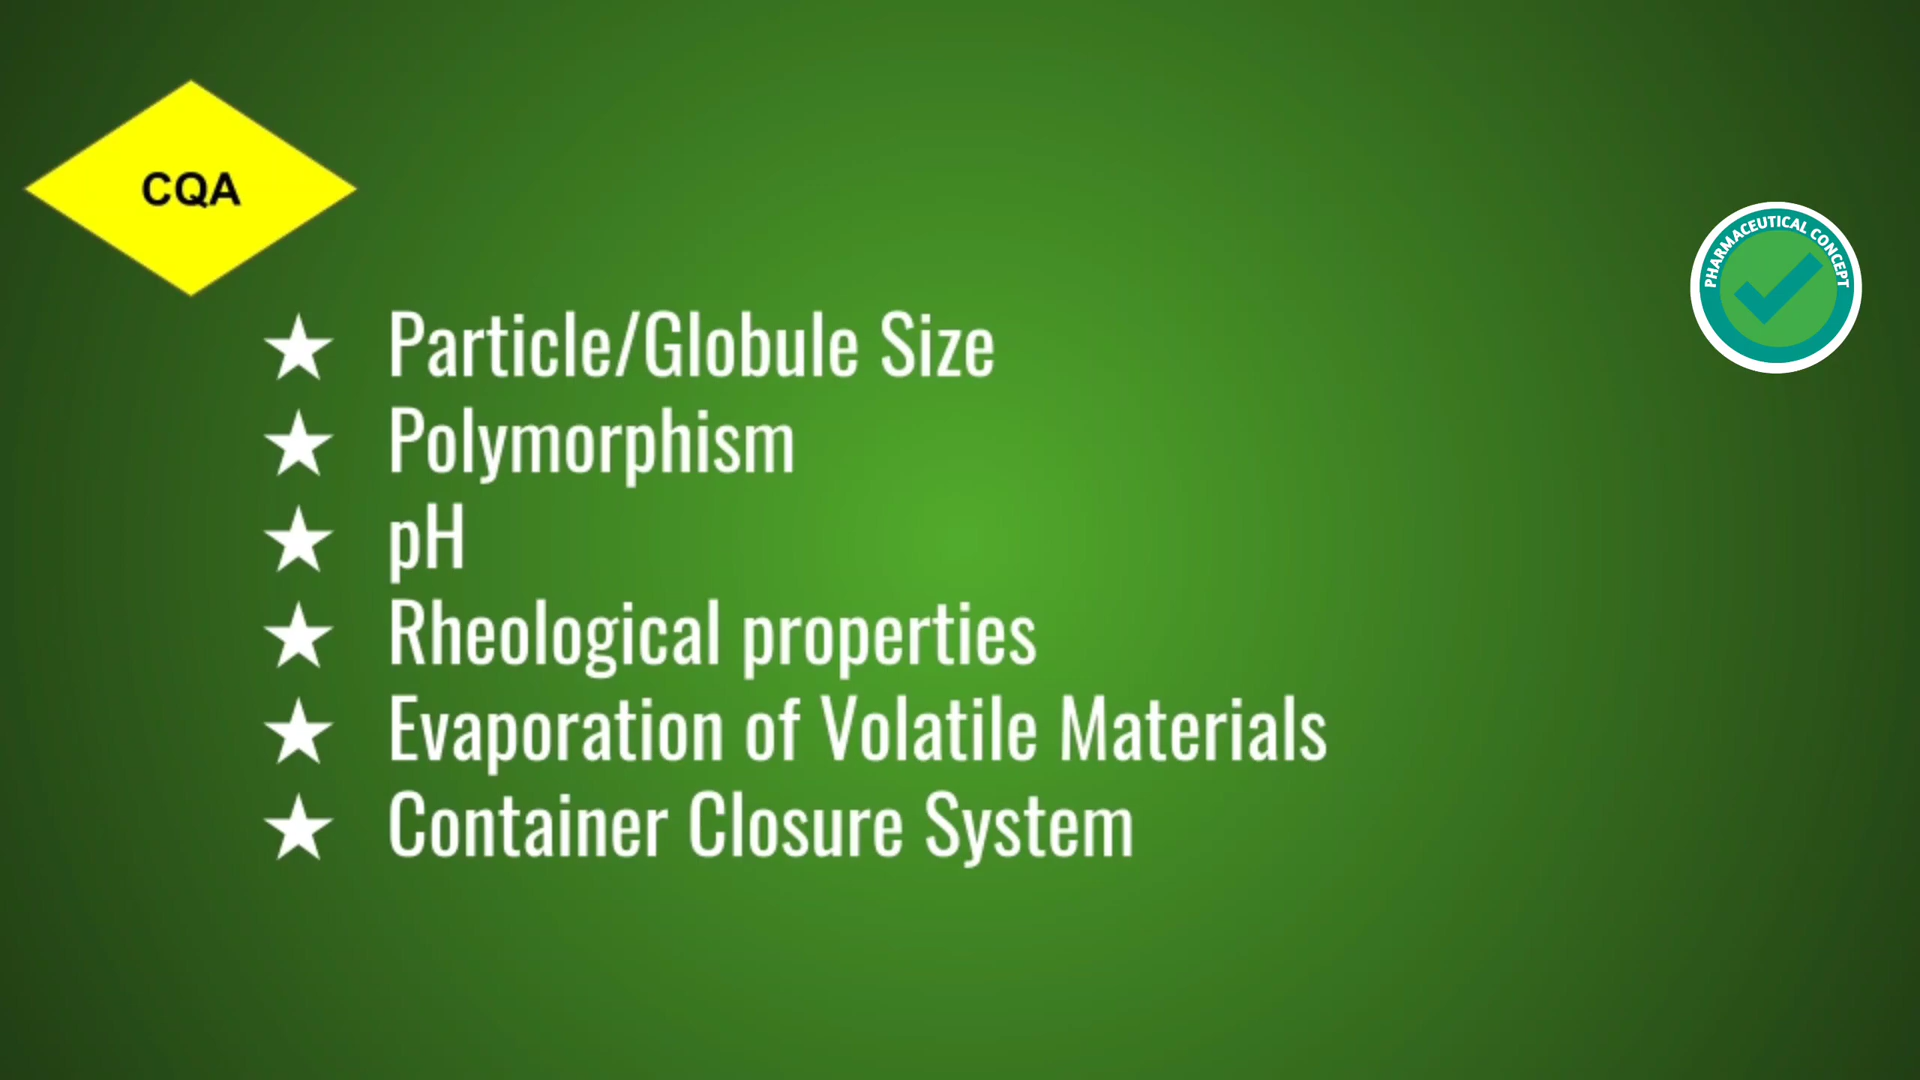 CQA
PHARMACEUTICAL CONCEPT
Particle/Globule Size
Polymorphism
pH
Rheological properties
Evaporation of Volatile Materials
Container Closure System